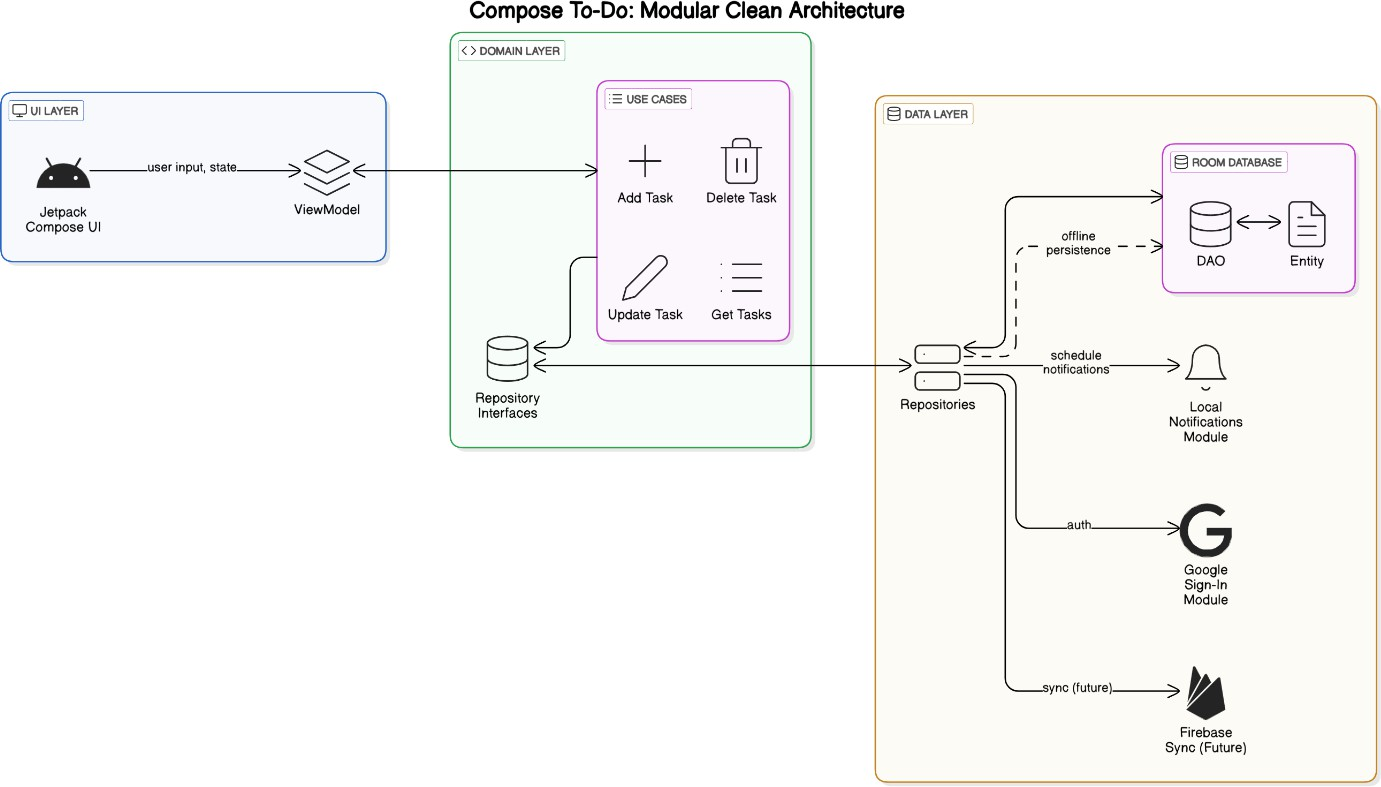 Compose To-Do: Modular Clean Architecture
UI LAYER
Jetpack
Compose UI
user input, state
ViewModel
DOMAIN LAYER
USE CASES
Add Task
Delete Task
Update Task
Get Tasks
Repository
Interfaces
DATA LAYER
ROOM DATABASE
DAO
Entity
offline
persistence
Repositories
schedule
notifications
Local
Notifications
Module
auth
Google
Sign-In
Module
sync (future)
Firebase
Sync (Future)